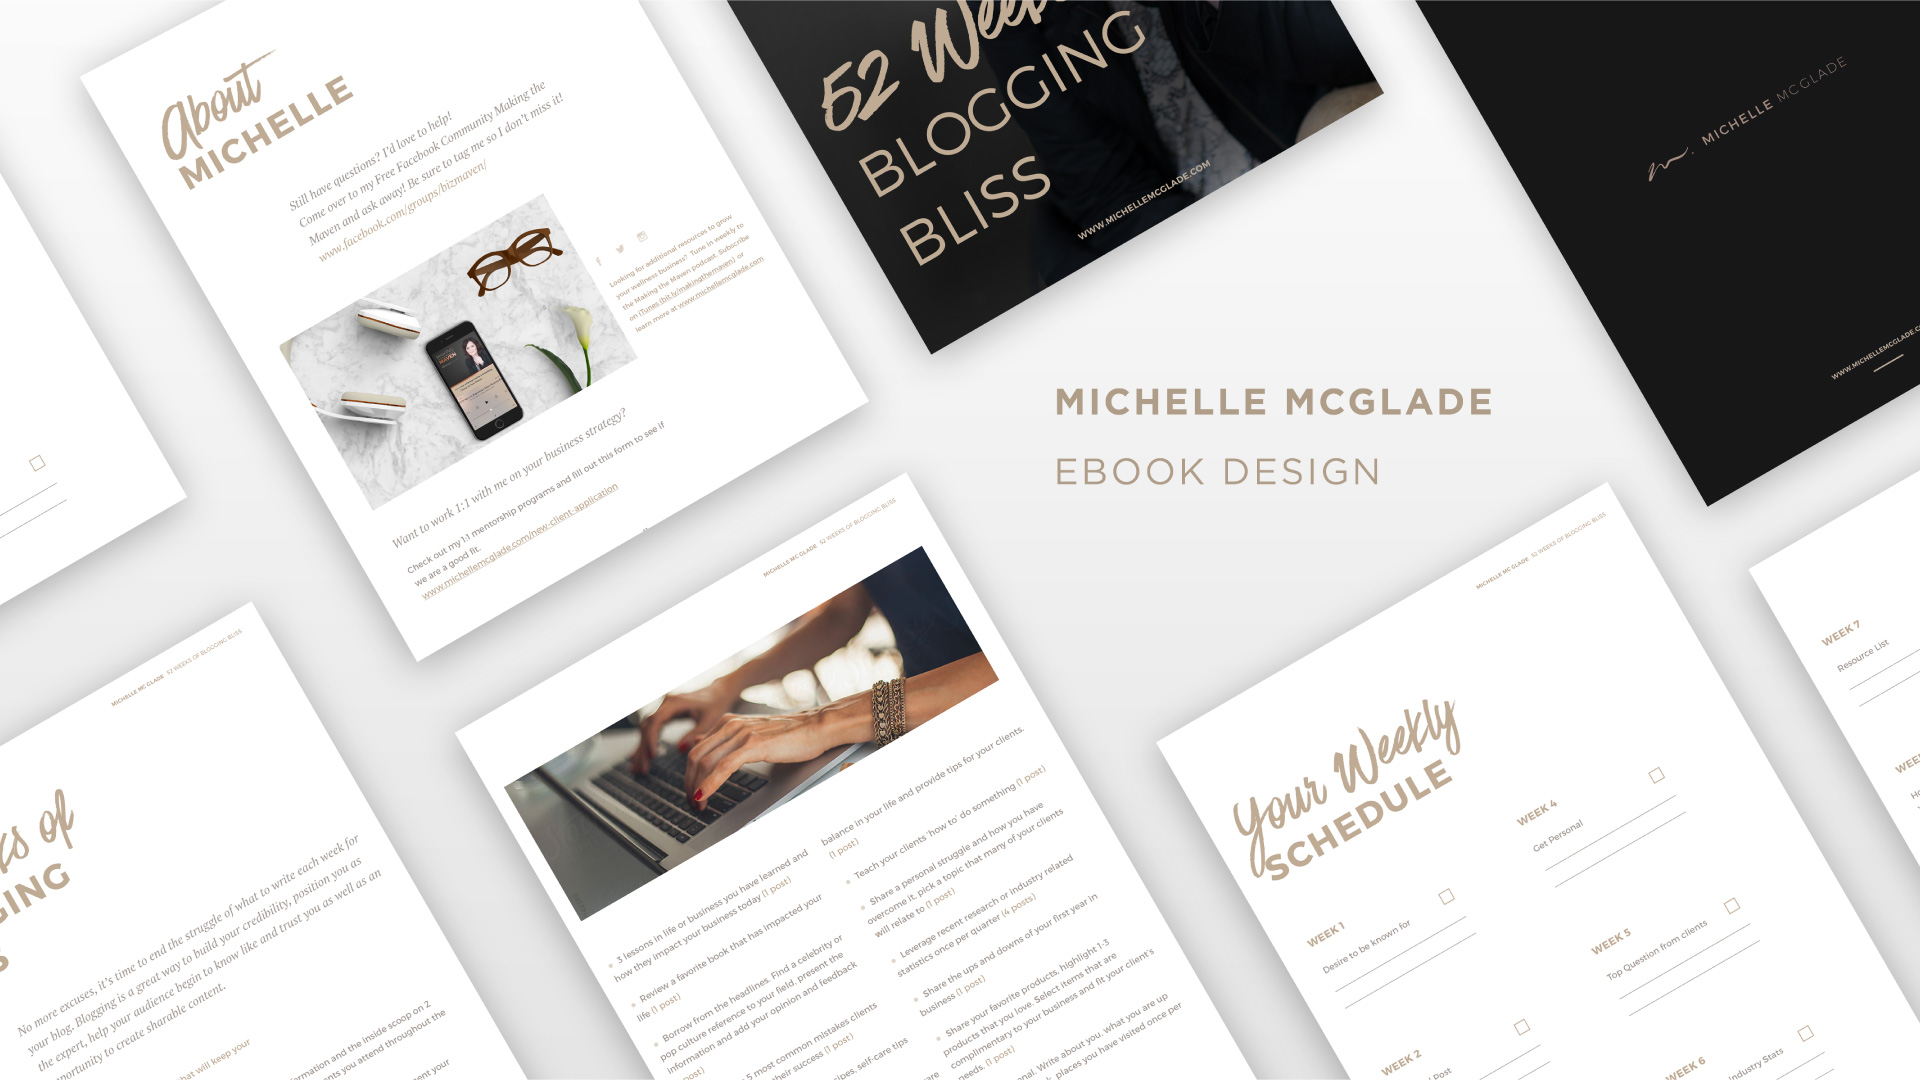 About
MICHELLE
Still have questions? I'd love to help!
Come over to my Free Facebook Community Making the
Maven and ask away! Be sure to tag me so I don't miss it!
www.facebook.com/groups/bizmaven/
Looking for additional resources to grow
your wellness business? Tune in weekly to
the Making the Maven podcast. Subscribe
on iTunes (bit.ly/makingthemaven) or
learn more at www.michellemcglade.com
MAVEN
Want to work 1:1 with me on your business strategy?
Check out my 1:1 mentorship programs and fill out this form to see if
we are a good fit.
www.michellemcglade.com/new-client-application
52 Week
BLOGGING
BLISS
WWW.MICHELLEMCGLADE.COM
m. MICHELLE MCGLADE
WWW.MICHELLEMCGLADE.C
MICHELLE MCGLADE
EBOOK DESIGN
MICHELLE MC GLADE 52 WEEKS OF BLOGGING BLISS
ks of
GING
S
No more excuses, it's time to end the struggle of what to write each week for
your blog. Blogging is a great way to build your credibility, position you as
the expert, help your audience begin to know like and trust you as well as an
portunity to create sharable content.
hat will keep your
rmation and the inside scoop on 2
nts you attend throughout the
ent your
MICHELLE MC GLADE 52 WEEKS OF BLOGGING BLISS
3 lessons in life or business you have learned and
how they impact your business today (1 post)
Review a favorite book that has impacted your
life (1 post)
Borrow from the headlines. Find a celebrity or
pop culture reference to your field, present the
information and add your opinion and feedback
post)
5 most common mistakes clients
heir success (1 post)
ipes, self-care tips
are
balance in your life and provide tips for your clients.
(1 post)
Teach your clients 'how to' do something (1 post)
Share a personal struggle and how you have
overcome it, pick a topic that many of your clients
will relate to (1 post)
Leverage recent research or industry related
statistics once per quarter (4 posts)
Share the ups and downs of your first year in
business (1 post)
Share your favorite products, highlight 1-3
products that you love. Select items that are
complimentary to your business and fit your client's
needs. (1 post)
onal. Write about you, what you are up
k, places you have visited once per
MICHELLE MC GLADE 52 WEEKS OF BLOGGING BLISS
Your Weekly
SCHEDULE
WEEK 1
Desire to be known for
WEEK 2
l Post
WEEK 4
Get Personal
WEEK 5
Top Question from clients
WEEK 6
Industry Stats
WEEK 7
Resource List
WEE
Ho